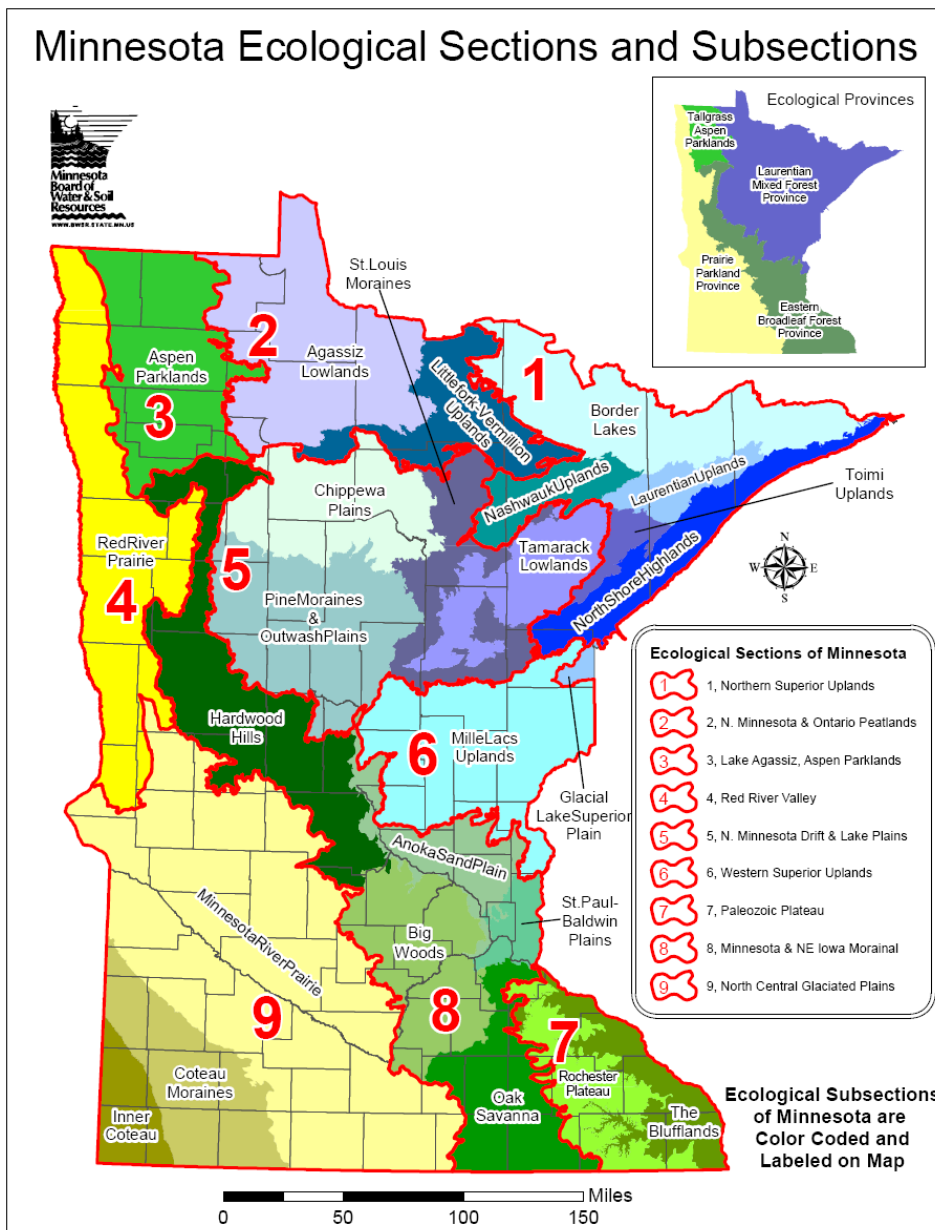 Minnesota Ecological Sections and Subsections
Minnesota
Board of
Water & Soil
Resources
WWW.BWSR.STATE.MN.US
Ecological Provinces
Tallgrass
Aspen
Parklands
Laurentian
Mixed Forest
Province
Prairie
Parkland
Province
Eastern
Broadleaf Forest
Province
St.Louis
Moraines
2
Agassiz
Lowlands
Aspen
Parklands
3
Littlefork-Vermillion
Uplands
1
Border
Lakes
Chippewa
Plains
NashwaukUplands
LaurentianUplands
Toimi
Uplands
RedRiver
Prairie
4
5
Tamarack
Lowlands
NorthShoreHighlands
W N E S
PineMoraines
&
OutwashPlains
Hardwood
Hills
6
MilleLacs
Uplands
Glacial
LakeSuperior
Plain
AnokaSandPlain
St.Paul-
Baldwin
Plains
Big
Woods
MinnesotaRiverPrairie
9
8
7
Rochester
Plateau
Coteau
Moraines
Inner
Coteau
Oak
Savanna
The
Blufflands
Ecological Sections of Minnesota
1 1, Northern Superior Uplands
2 2, N. Minnesota & Ontario Peatlands
3 3, Lake Agassiz, Aspen Parklands
4 4, Red River Valley
5 5, N. Minnesota Drift & Lake Plains
6 6, Western Superior Uplands
7 7, Paleozoic Plateau
8 8, Minnesota & NE Iowa Morainal
9 9, North Central Glaciated Plains
Ecological Subsections
of Minnesota are
Color Coded and
Labeled on Map
Miles
0 50 100 150